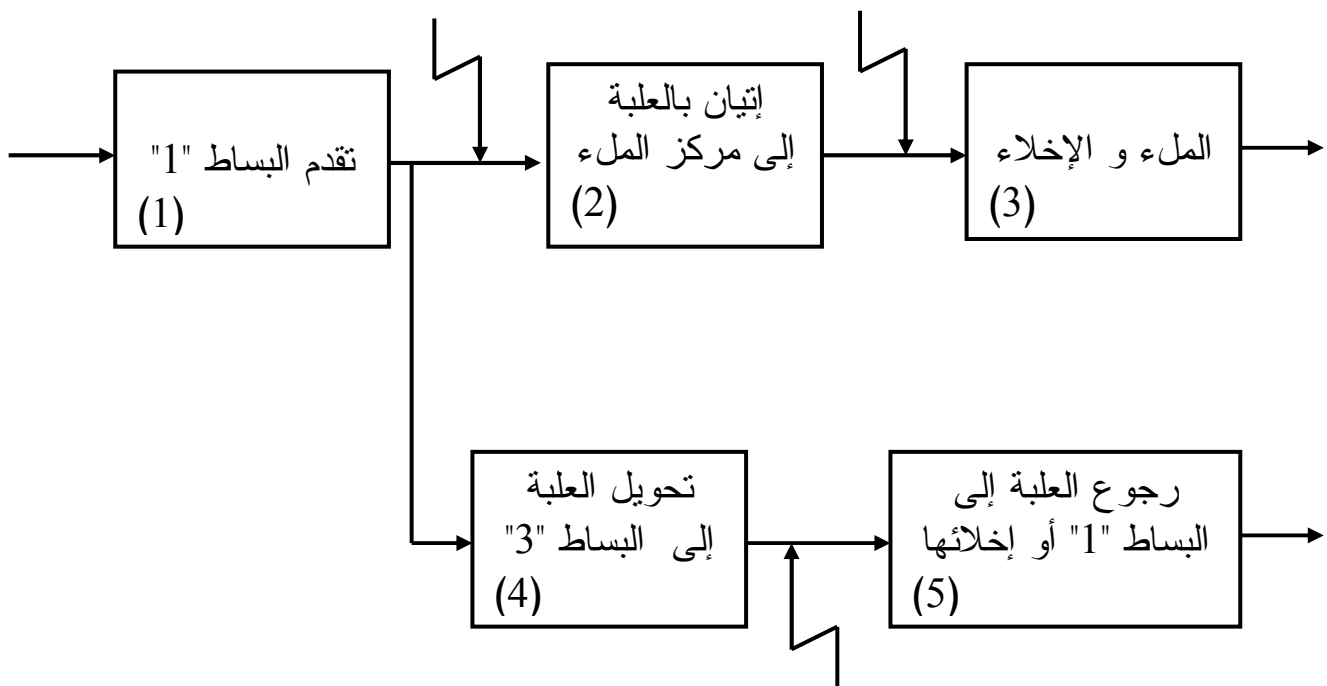 تقدم البساط "1"
(1)
إتيان بالعلبة
إلى مركز الملء
(2)
الملء و الإخلاء
(3)
تحويل العلبة
إلى البساط "3"
(4)
رجوع العلبة إلى
البساط "1" أو إخلائها
(5)